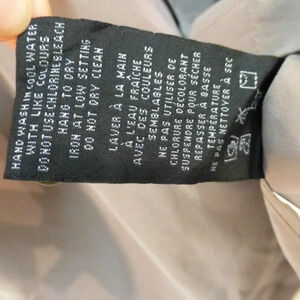 HAND WASH IN COOL WATER
WITH LIKE COLOURS
DO NOT USE CHLORINE BLEACH
HANG TO DRY
IRON AT LOW SETTING
DO NOT DRY CLEAN
LAVER À LA MAIN
À L'EAU FRAÎCHE
AVEC DES COULEURS
SEMBLABLES
NE PAS UTILISER DE
CHLORURE DÉCOLORANT
SUSPENDRE POUR SÉCHER
REPASSER À BASSE
TEMPÉRATURE
NE PAS NETTOYER À SEC